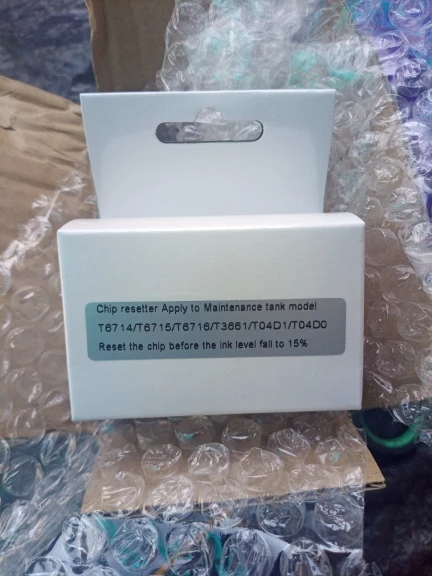 Chip resetter Apply to Maintenance tank model
T6714/T6715/T6716/T3661/T04D1/T04D0
Reset the chip before the ink level fall to 15%